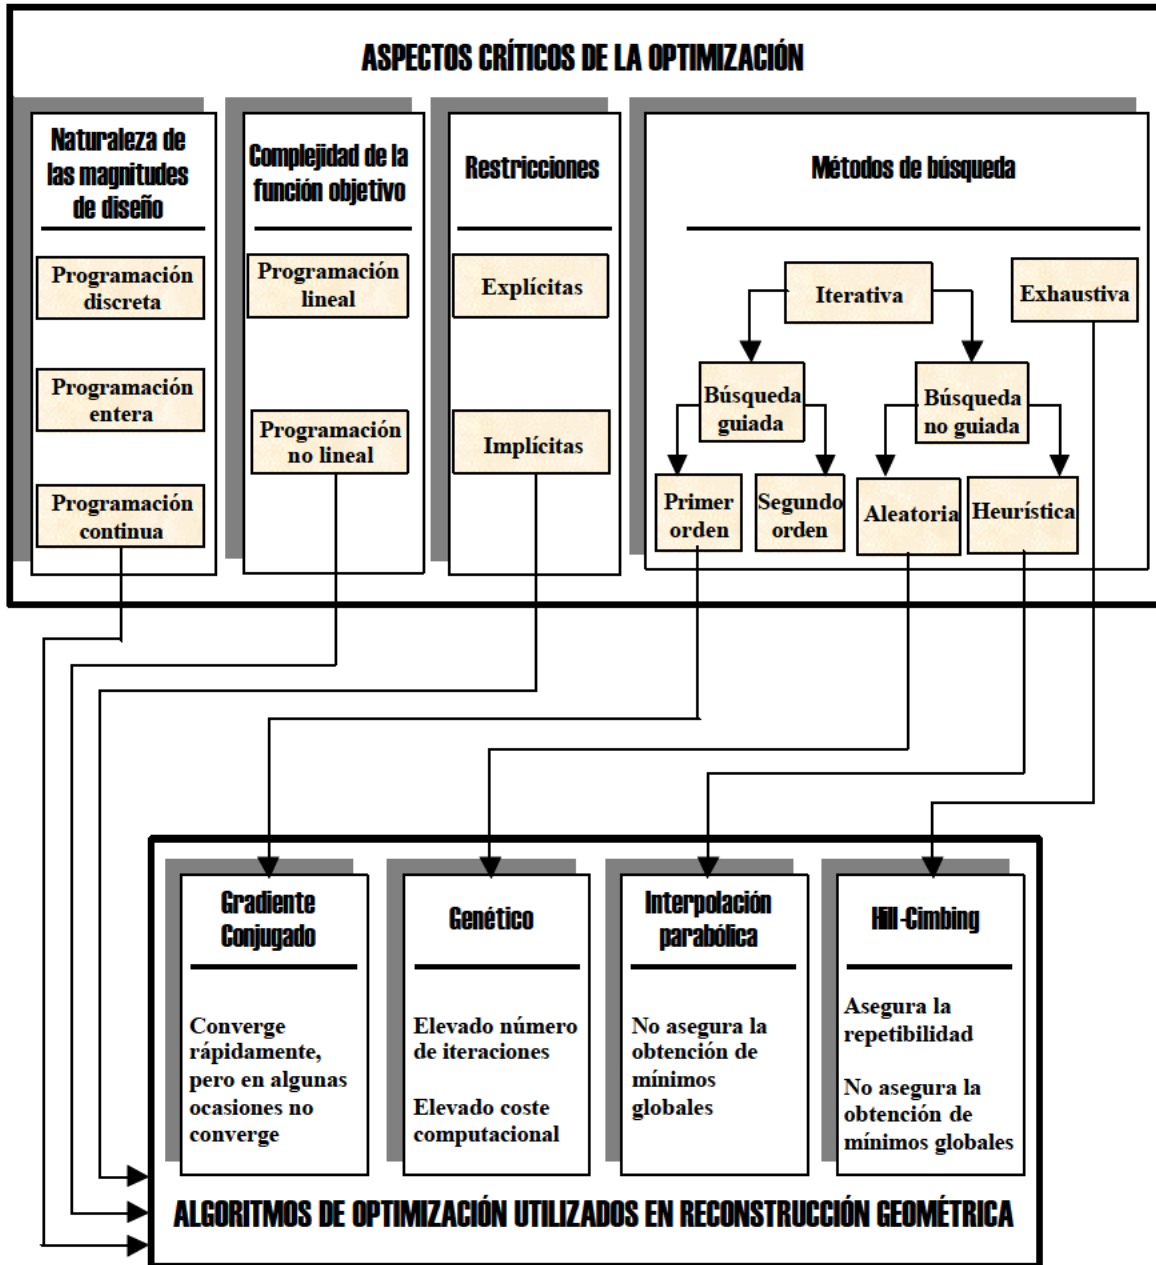 ASPECTOS CRÍTICOS DE LA OPTIMIZACIÓN
Naturaleza de
las magnitudes
de diseño
Programación
discreta
Programación
entera
Programación
continua
Complejidad de la
función objetivo
Programación
lineal
Programación
no lineal
Restricciones
Explícitas
Implícitas
Métodos de búsqueda
Iterativa
Exhaustiva
Búsqueda
guiada
Búsqueda
no guiada
Primer
orden
Segundo
orden
Aleatoria
Heurística
Gradiente
Conjugado
Converge
rápidamente,
pero en algunas
ocasiones no
converge
Genético
Elevado número
de iteraciones
Elevado coste
computacional
Interpolación
parabólica
No asegura la
obtención de
mínimos
globales
Hill-Cimbing
Asegura la
repetibilidad
No asegura la
obtención de
mínimos globales
ALGORITMOS DE OPTIMIZACIÓN UTILIZADOS EN RECONSTRUCCIÓN GEOMÉTRICA